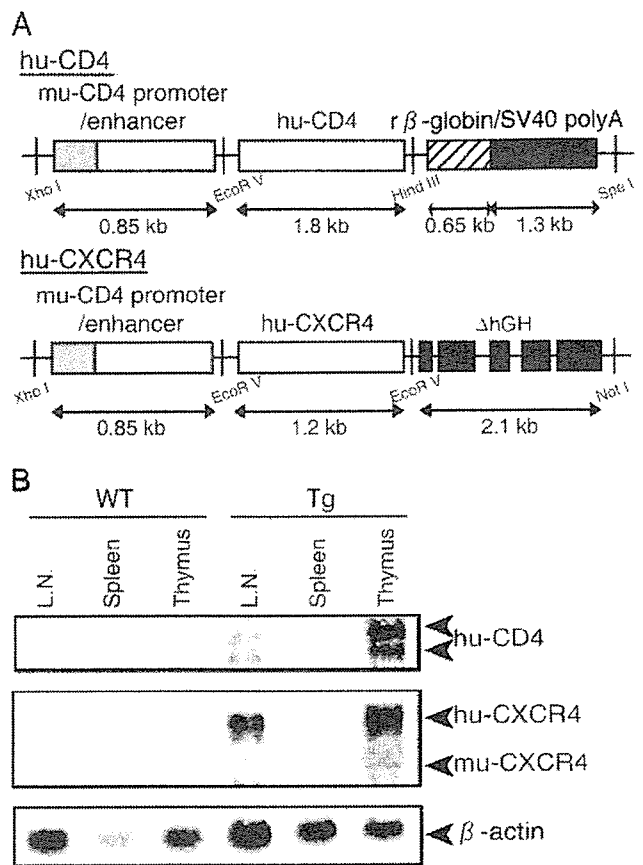 A
hu-CD4
mu-CD4 promoter
/enhancer
hu-CD4
r β-globin/SV40 polyA
Xho I
EcoR V
Hind III
Spe I
0.85 kb
1.8 kb
0.65 kb
1.3 kb
hu-CXCR4
mu-CD4 promoter
/enhancer
hu-CXCR4
ΔhGH
Xho I
EcoR V
EcoR V
Not I
0.85 kb
1.2 kb
2.1 kb
B
WT
Tg
L.N.
Spleen
Thymus
L.N.
Spleen
Thymus
hu-CD4
hu-CXCR4
mu-CXCR4
β-actin